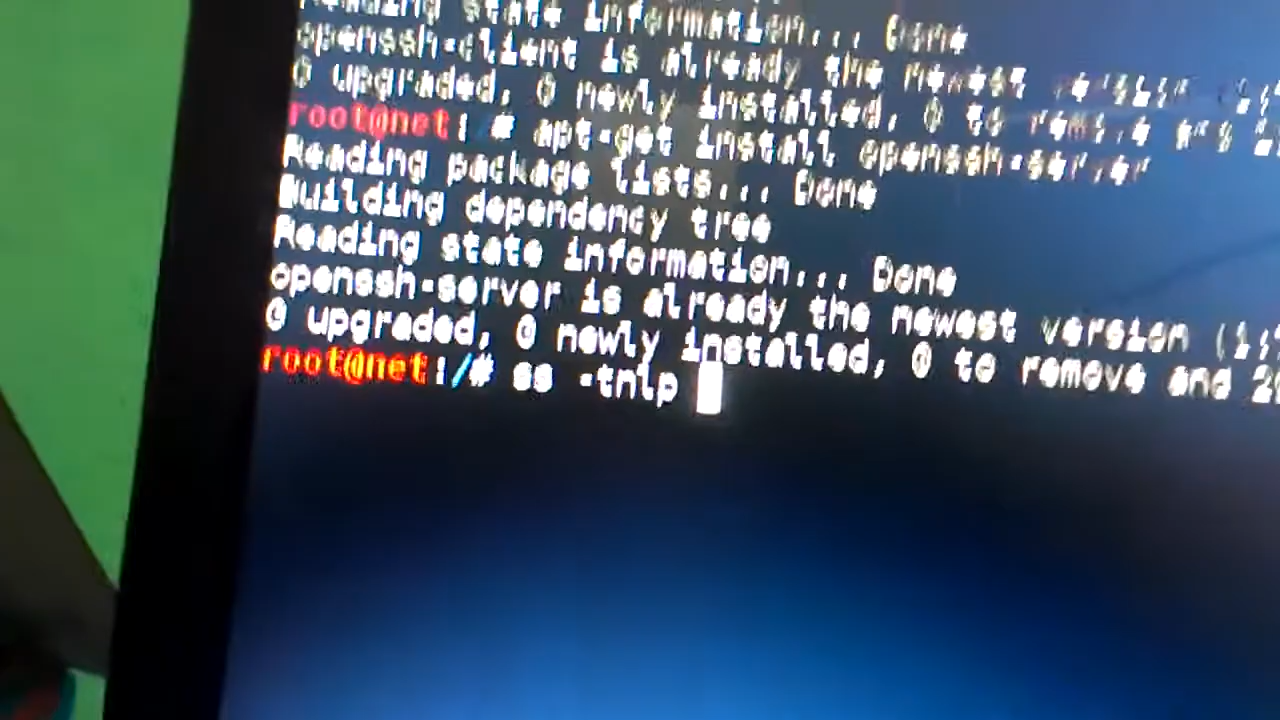 Reading state information... Done
openssh-client is already the newest version (1:
0 upgraded, 0 newly installed, 0 to remove and 2
root@net:/# apt-get install openssh-server
Reading package lists... Done
Building dependency tree
Reading state information... Done
openssh-server is already the newest version (1:
0 upgraded, 0 newly installed, 0 to remove and 2
root@net:/# ss -tnlp